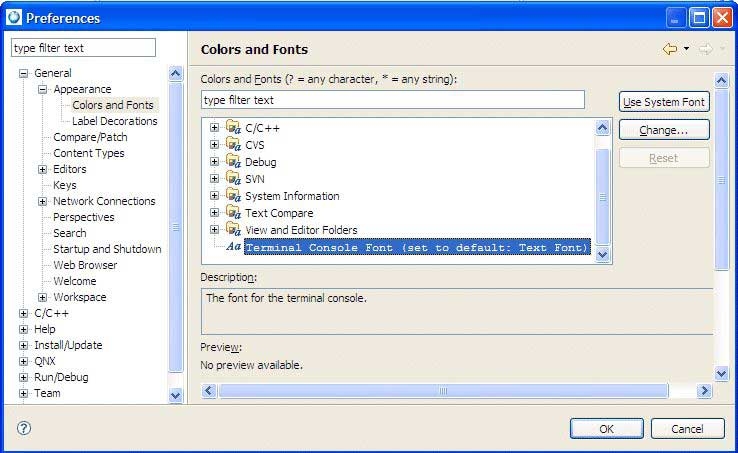 Preferences
type filter text
General
Appearance
Colors and Fonts
Label Decorations
Compare/Patch
Content Types
Editors
Keys
Network Connections
Perspectives
Search
Startup and Shutdown
Web Browser
Welcome
Workspace
C/C++
Help
Install/Update
QNX
Run/Debug
Team
Colors and Fonts
Colors and Fonts (? = any character, * = any string):
type filter text
C/C++
CVS
Debug
SVN
System Information
Text Compare
View and Editor Folders
Aa Terminal Console Font (set to default: Text Font)
Use System Font
Change...
Reset
Description:
The font for the terminal console.
Preview:
No preview available.
?
OK
Cancel